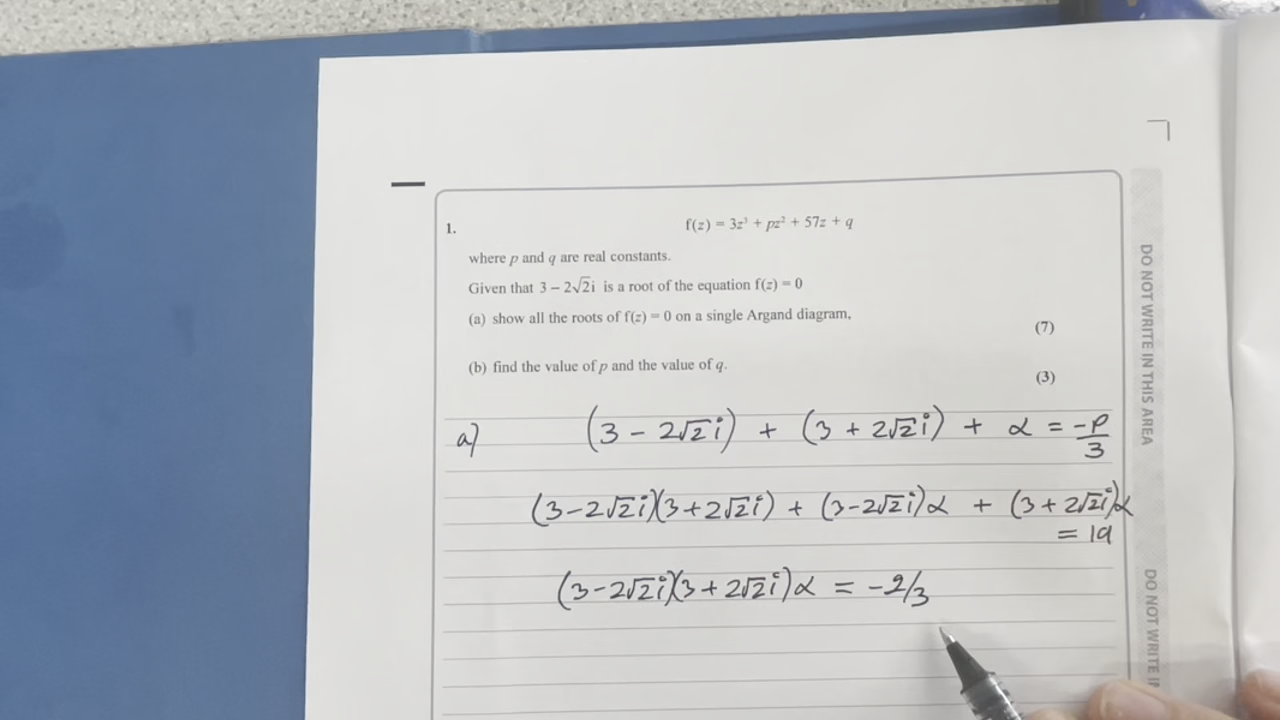 1.
f(z) = 3z³ + pz² + 57z + q
where p and q are real constants.
Given that 3 – 2√2i is a root of the equation f(z) = 0
(a) show all the roots of f(z) = 0 on a single Argand diagram,
(7)
(b) find the value of p and the value of q.
(3)
a) (3 - 2√2i) + (3 + 2√2i) + α = -p/3
(3-2√2i)(3+2√2i) + (3-2√2i)α + (3+2√2i)α
= 19
(3-2√2i)(3+2√2i)α = -q/3
DO NOT WRITE IN THIS AREA
DO NOT WRITE I